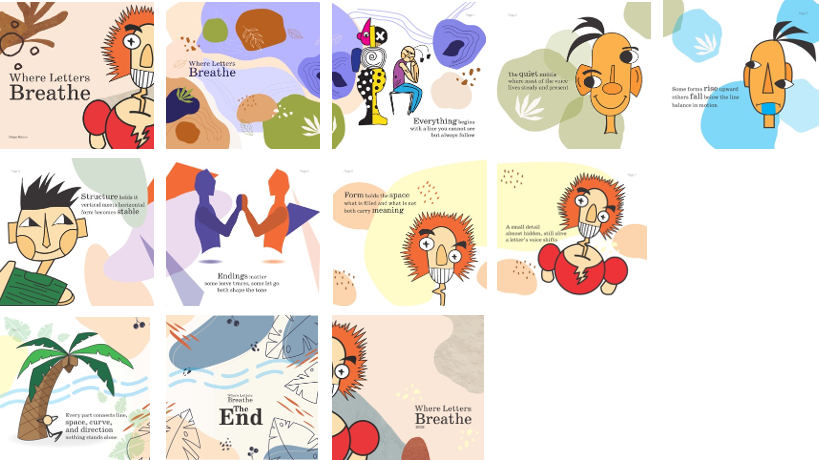 Where Letters
Breathe
Where Letters
Breathe
Everything begins
with a line you cannot see
but always follow
The quiet middle
where most of the voice
lives steady and present
Some forms rise upward
others fall below the line
balance in motion
Structure holds it
vertical meets horizontal
form becomes stable
Endings matter
some leave traces, some let go
both shape the tone
Form holds the space
what is filled and what is not
both carry meaning
A small detail
almost hidden, still alive
a letter's voice shifts
Every part connects line,
space, curve,
and direction
nothing stands alone
Where Letters
Breathe
The
End
Where Letters
Breathe